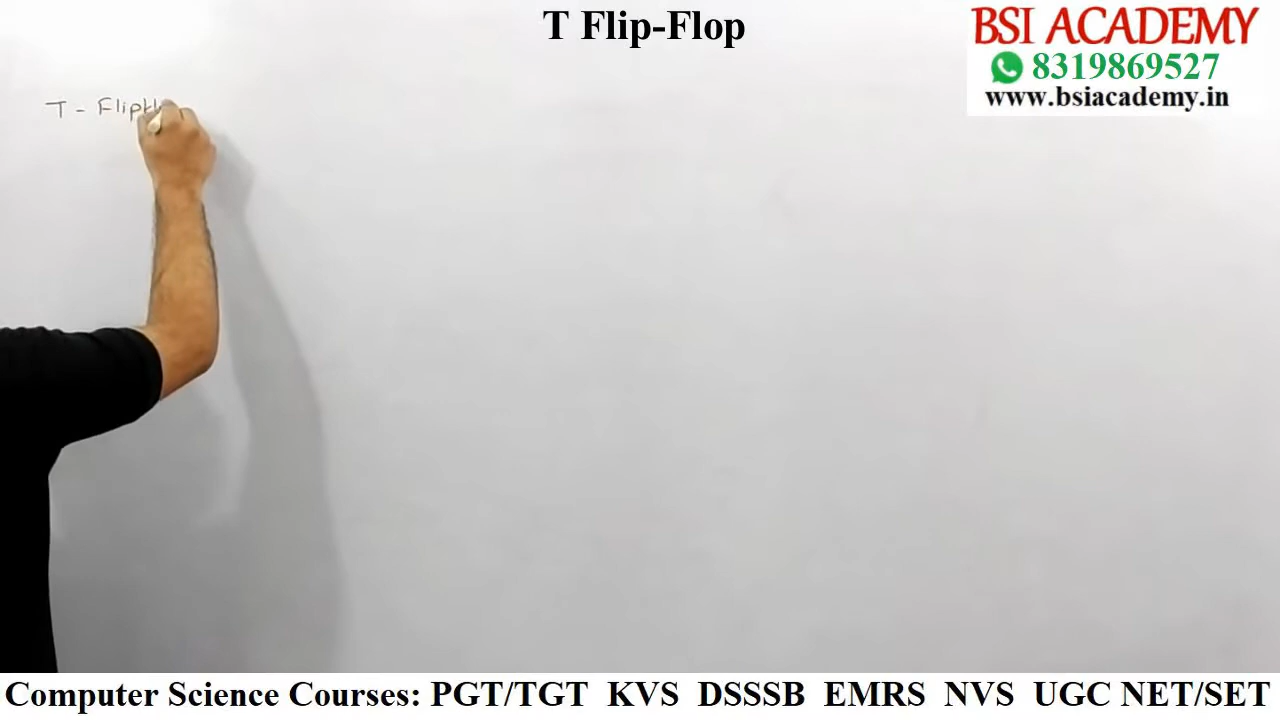 T Flip-Flop
BSI ACADEMY
8319869527
www.bsiacademy.in
T -
Computer Science Courses: PGT/TGT KVS DSSSB EMRS NVS UGC NET/SET